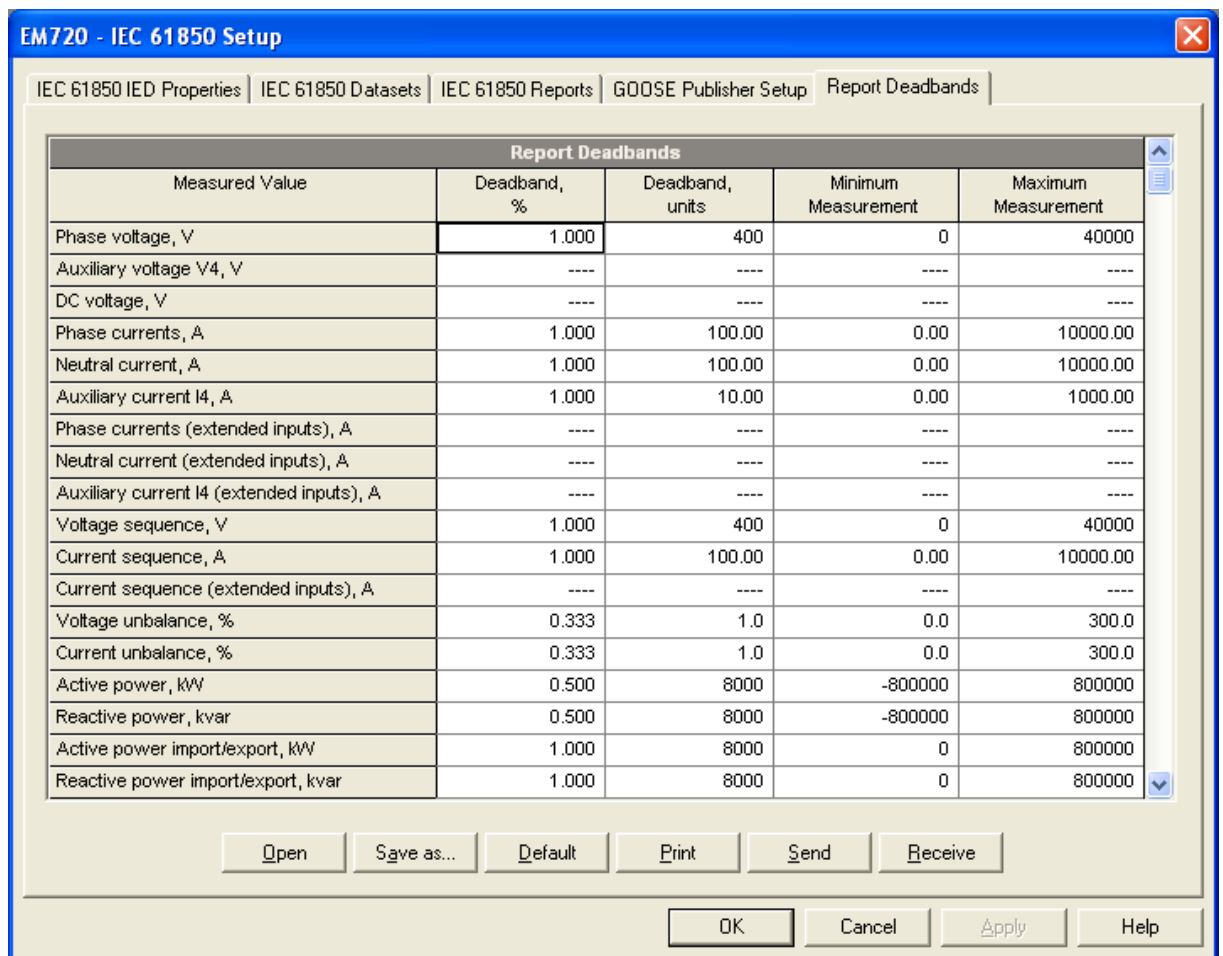 EM720 - IEC 61850 Setup
IEC 61850 IED Properties IEC 61850 Datasets IEC 61850 Reports GOOSE Publisher Setup Report Deadbands
Report Deadbands
Measured Value Deadband, % Deadband, units Minimum Measurement Maximum Measurement
Phase voltage, V 1.000 400 0 40000
Auxiliary voltage V4, V ---- ---- ---- ----
DC voltage, V ---- ---- ---- ----
Phase currents, A 1.000 100.00 0.00 10000.00
Neutral current, A 1.000 100.00 0.00 10000.00
Auxiliary current I4, A 1.000 10.00 0.00 1000.00
Phase currents (extended inputs), A ---- ---- ---- ----
Neutral current (extended inputs), A ---- ---- ---- ----
Auxiliary current I4 (extended inputs), A ---- ---- ---- ----
Voltage sequence, V 1.000 400 0 40000
Current sequence, A 1.000 100.00 0.00 10000.00
Current sequence (extended inputs), A ---- ---- ---- ----
Voltage unbalance, % 0.333 1.0 0.0 300.0
Current unbalance, % 0.333 1.0 0.0 300.0
Active power, kW 0.500 8000 -800000 800000
Reactive power, kvar 0.500 8000 -800000 800000
Active power import/export, kW 1.000 8000 0 800000
Reactive power import/export, kvar 1.000 8000 0 800000
Open Save as... Default Print Send Receive
OK Cancel Apply Help